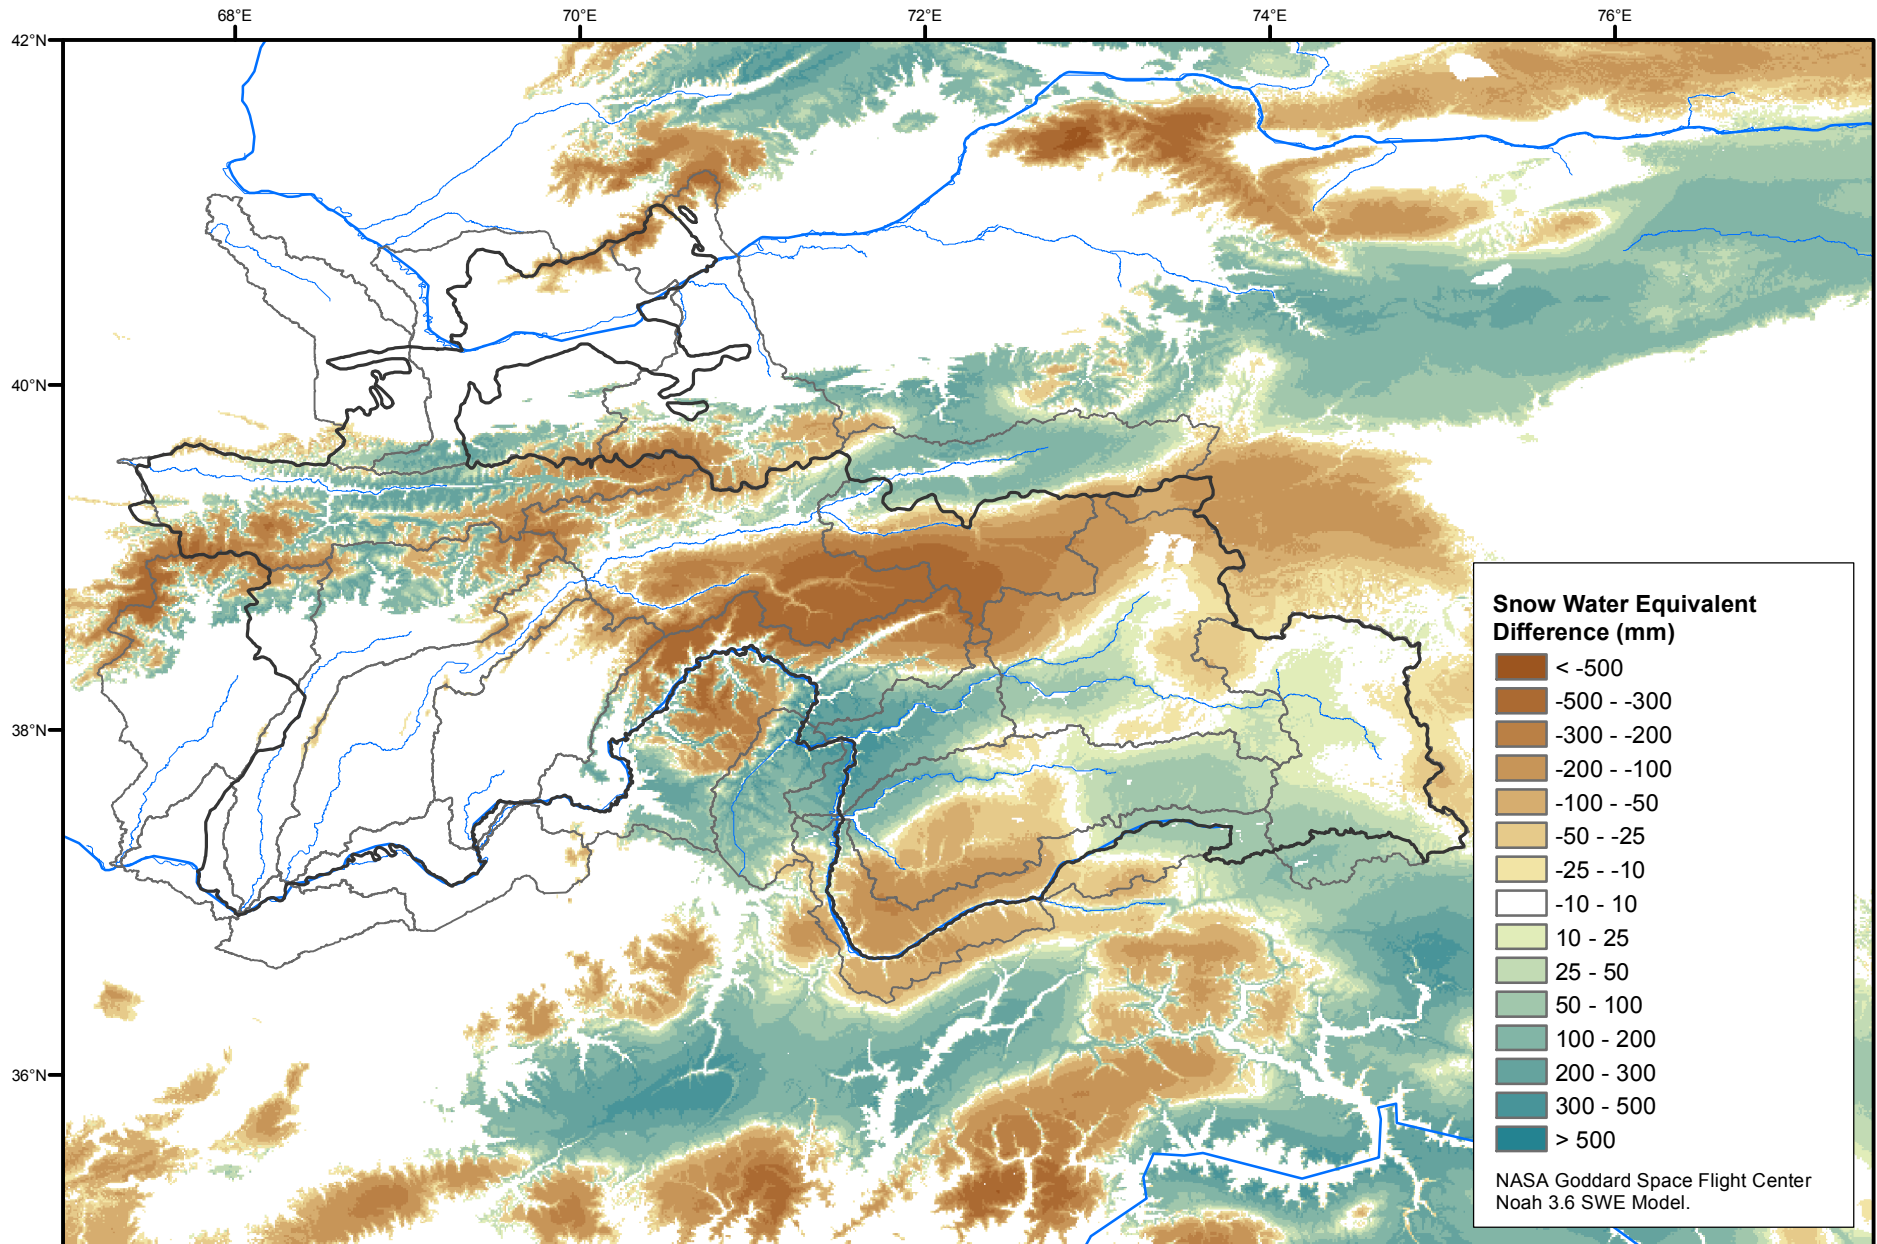 68°E 70°E 72°E 74°E 76°E
42°N
40°N
38°N
36°N
Snow Water Equivalent
Difference (mm)
< -500
-500 - -300
-300 - -200
-200 - -100
-100 - -50
-50 - -25
-25 - -10
-10 - 10
10 - 25
25 - 50
50 - 100
100 - 200
200 - 300
300 - 500
> 500
NASA Goddard Space Flight Center
Noah 3.6 SWE Model.